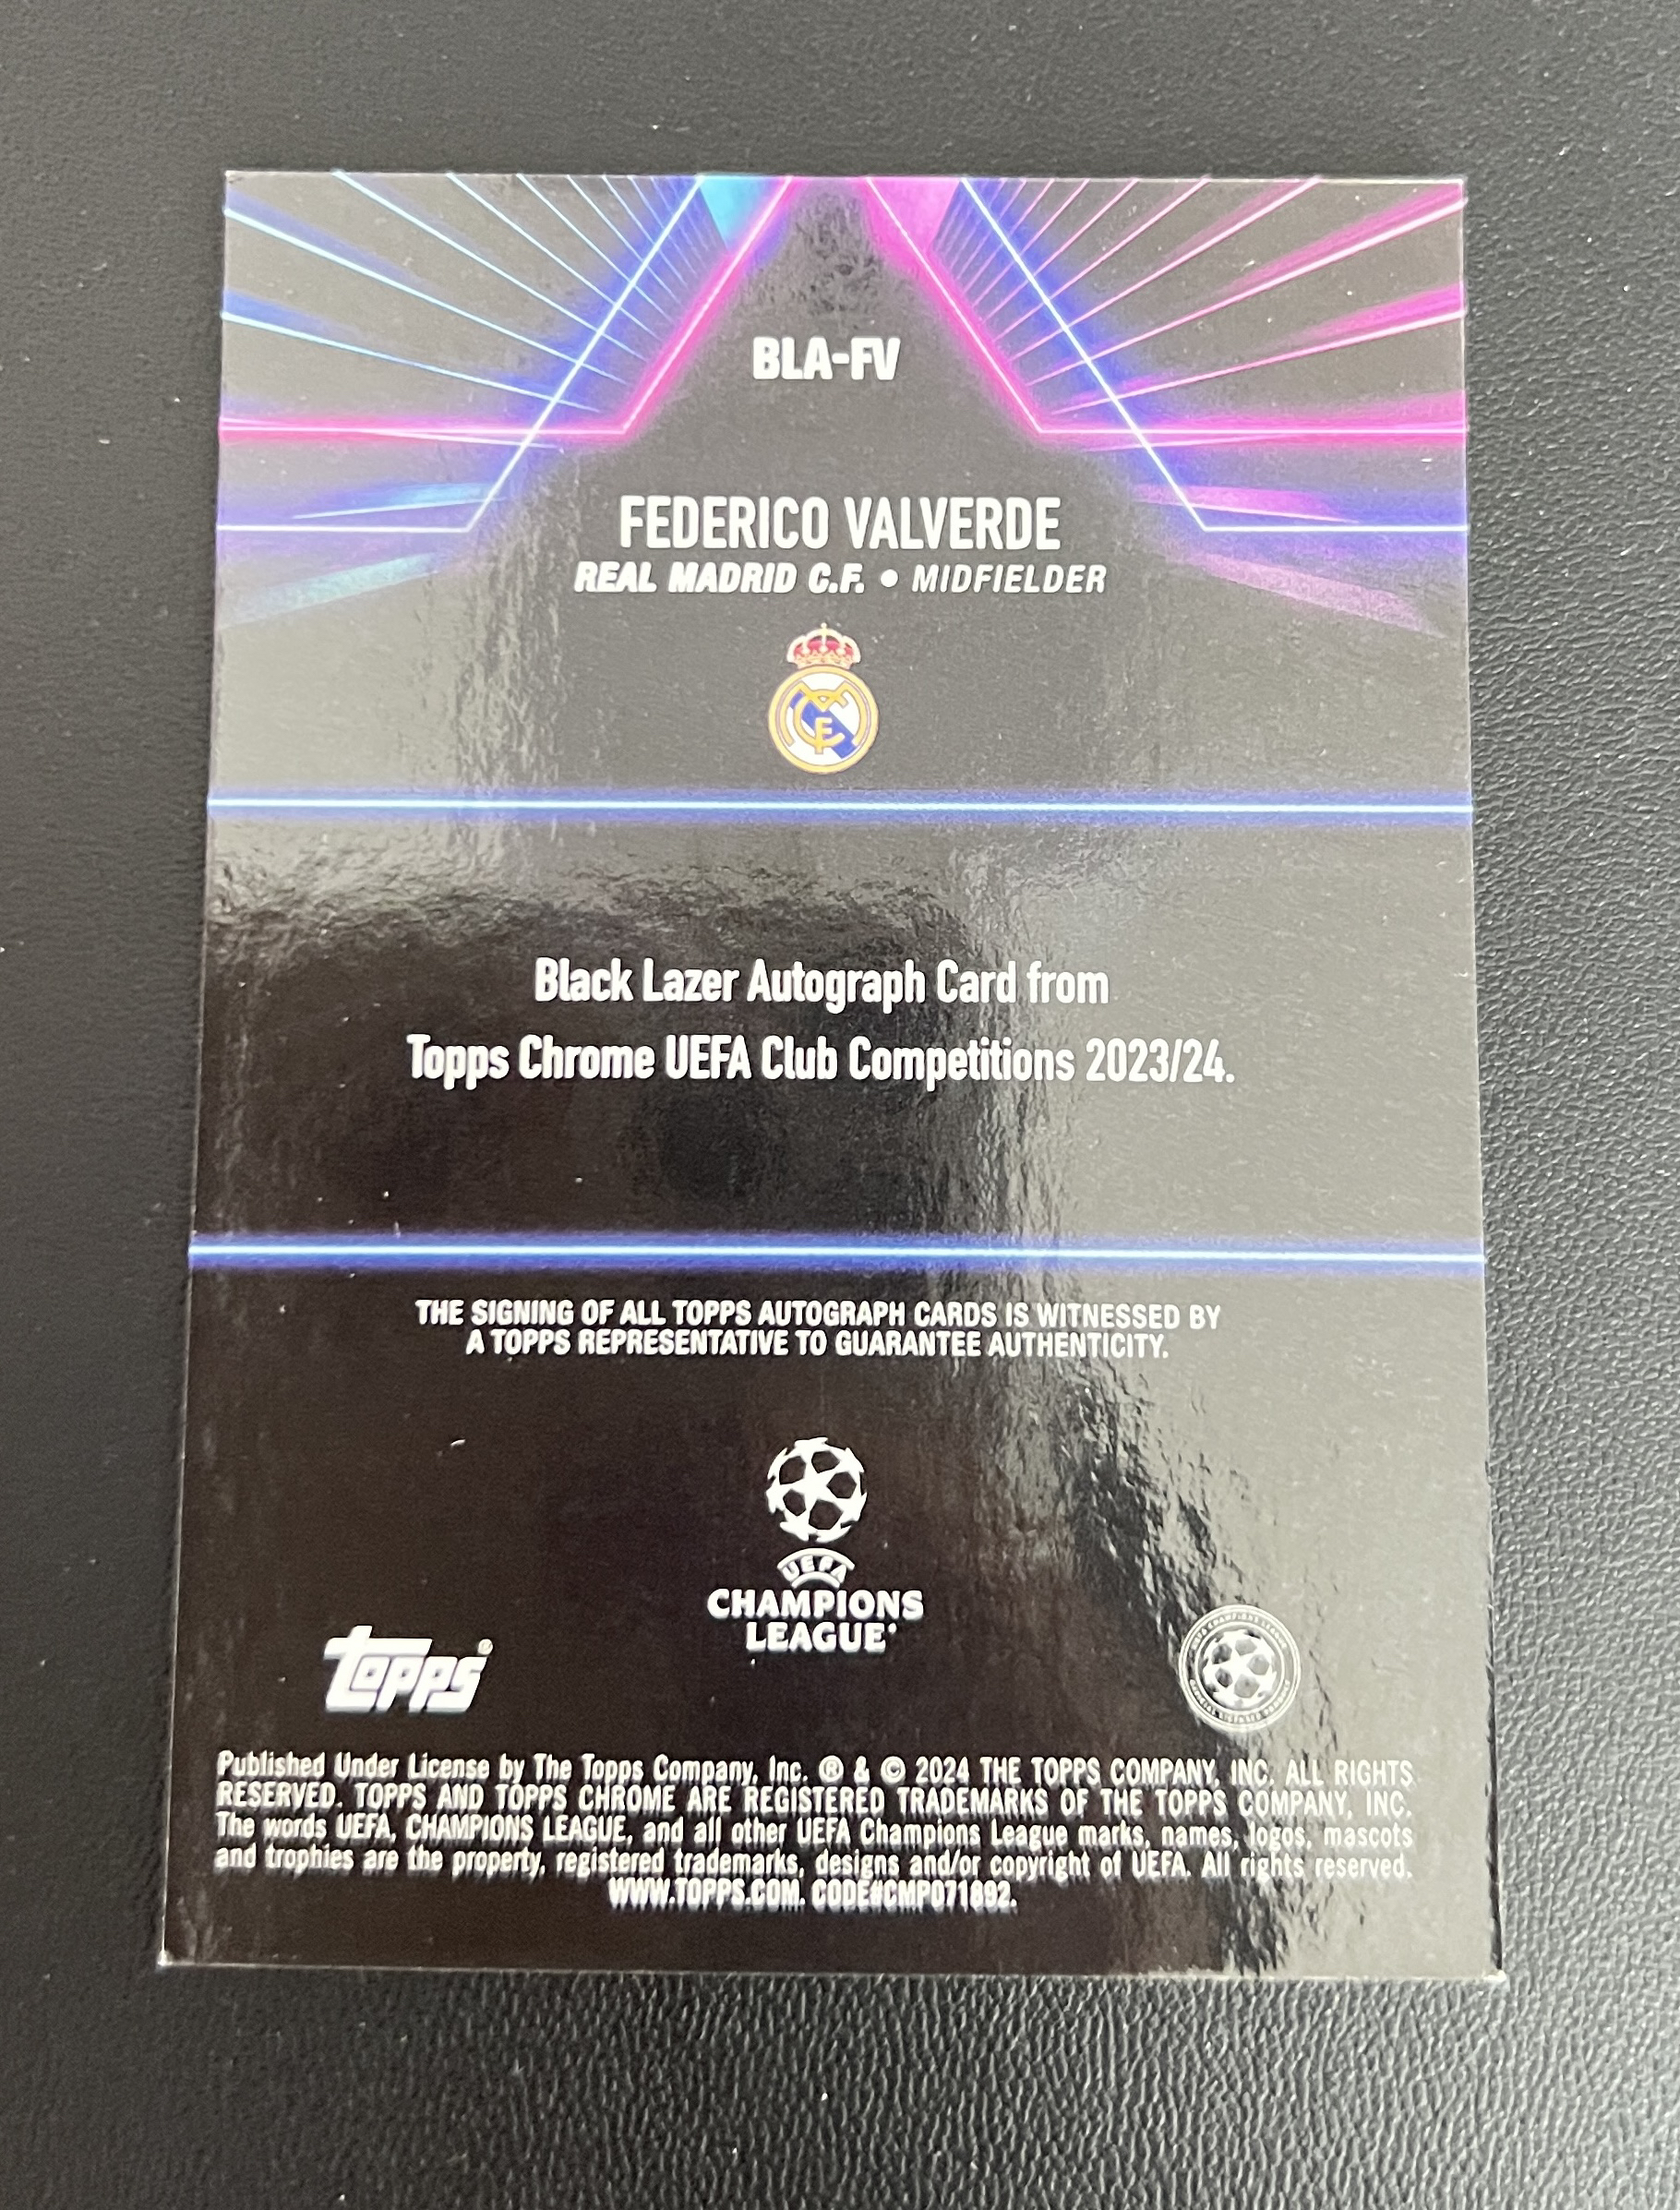 BLA-FV
FEDERICO VALVERDE
REAL MADRID C.F. • MIDFIELDER
Black Lazer Autograph Card from
Topps Chrome UEFA Club Competitions 2023/24.
THE SIGNING OF ALL TOPPS AUTOGRAPH CARDS IS WITNESSED BY
A TOPPS REPRESENTATIVE TO GUARANTEE AUTHENTICITY.
UEFA
CHAMPIONS
LEAGUE®
topps®
Published Under License by The Topps Company, Inc. ® & © 2024 THE TOPPS COMPANY, INC. ALL RIGHTS
RESERVED. TOPPS AND TOPPS CHROME ARE REGISTERED TRADEMARKS OF THE TOPPS COMPANY, INC.
The words UEFA, CHAMPIONS LEAGUE, and all other UEFA Champions League marks, names, logos, mascots
and trophies are the property, registered trademarks, designs and/or copyright of UEFA. All rights reserved.
WWW.TOPPS.COM. CODE#CMP071892.